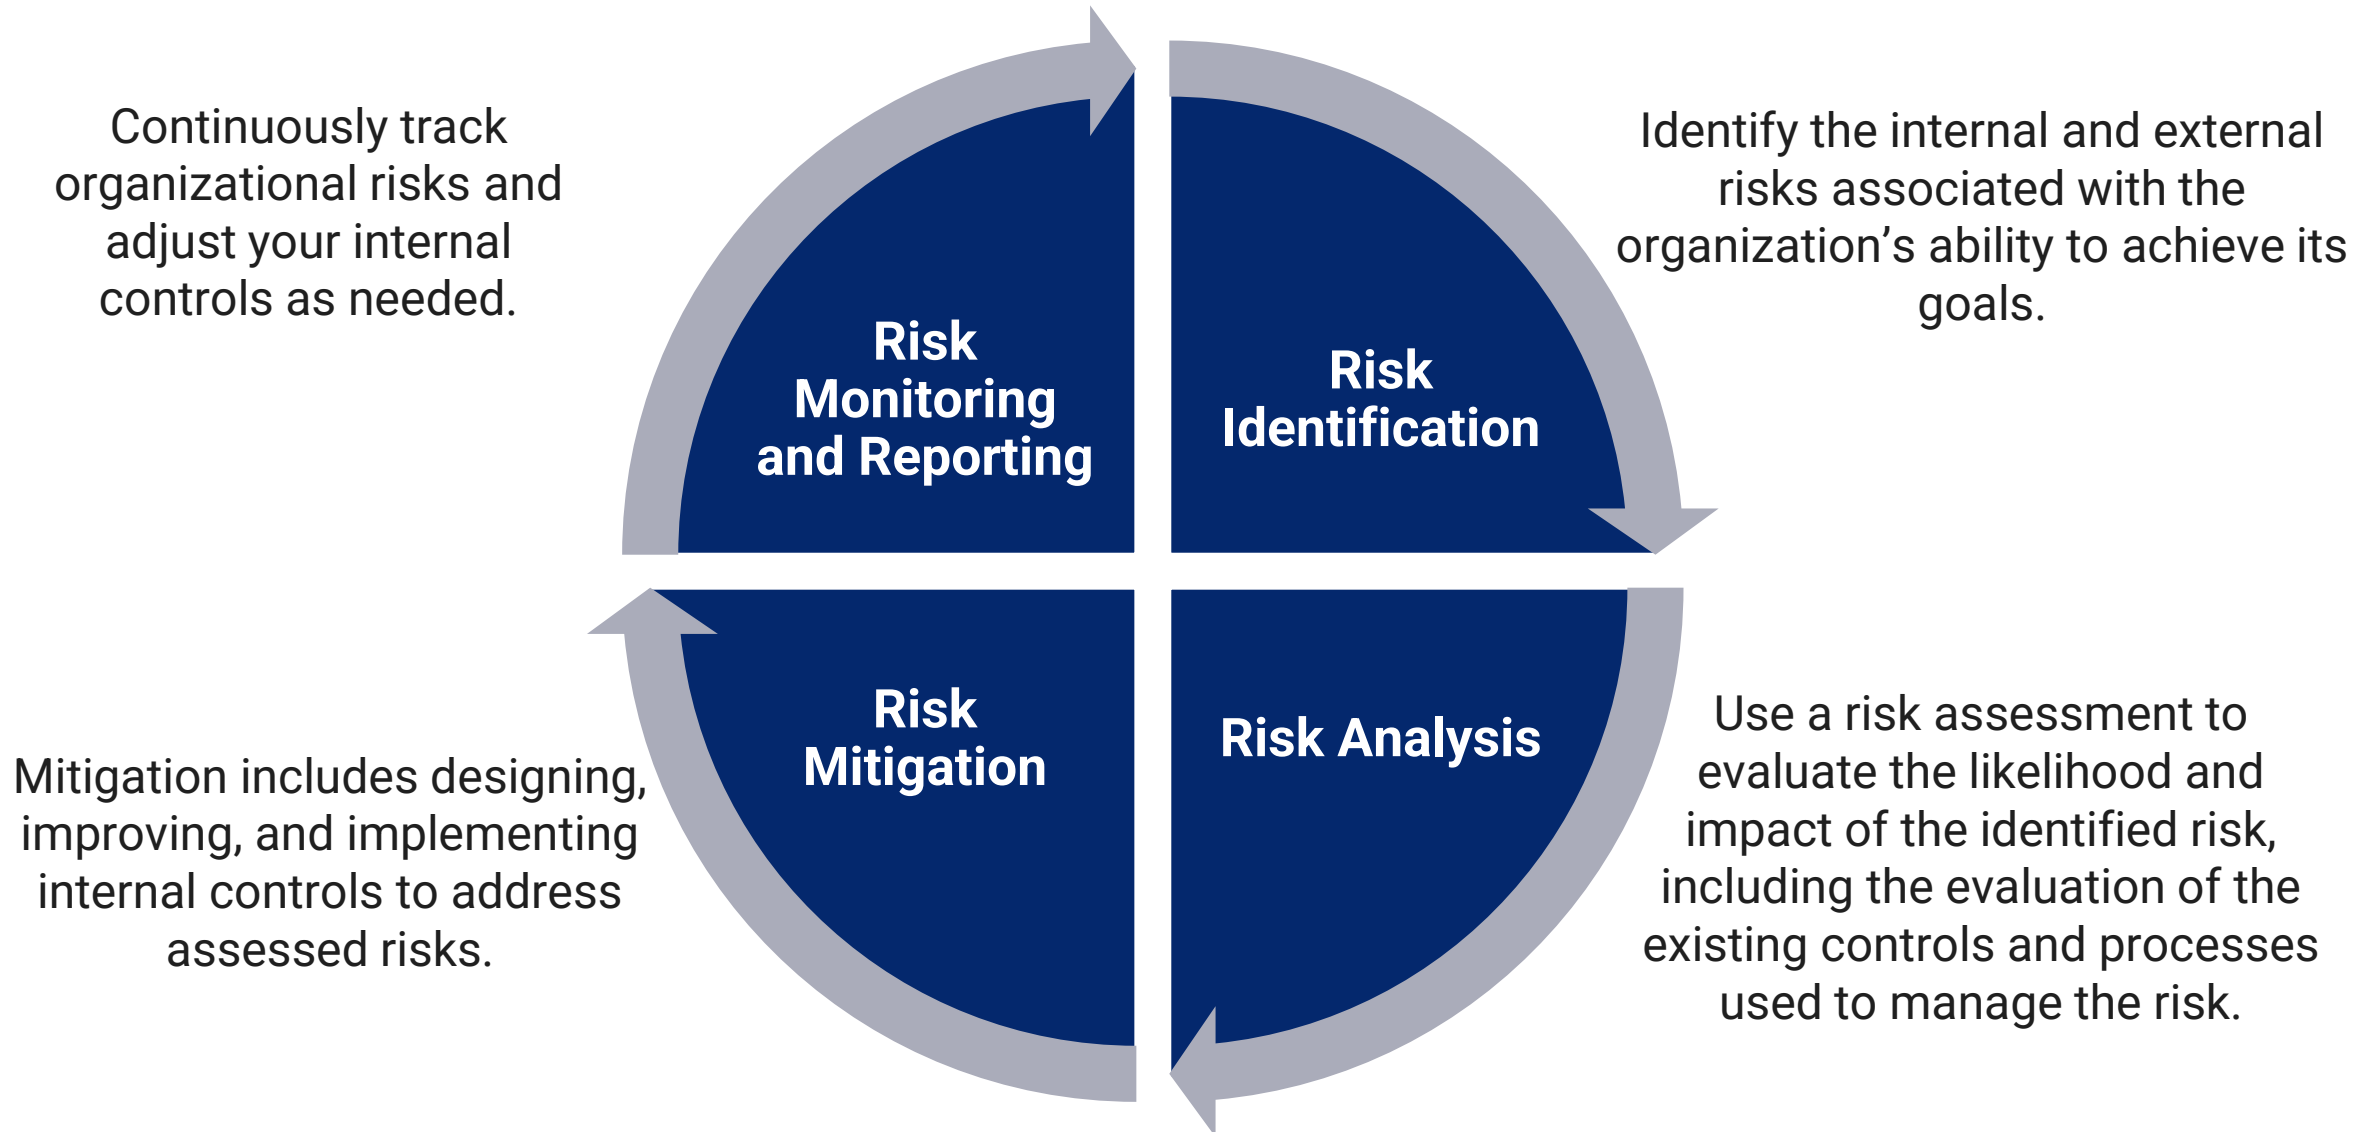 Continuously track
organizational risks and
adjust your internal
controls as needed.
Risk
Monitoring
and Reporting
Risk
Identification
Identify the internal and external
risks associated with the
organization’s ability to achieve its
goals.
Mitigation includes designing,
improving, and implementing
internal controls to address
assessed risks.
Risk
Mitigation
Risk Analysis
Use a risk assessment to
evaluate the likelihood and
impact of the identified risk,
including the evaluation of the
existing controls and processes
used to manage the risk.